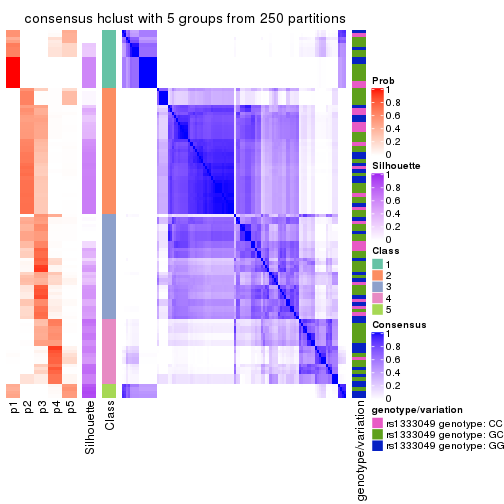 consensus hclust with 5 groups from 250 partitions
Prob
1
0.8
0.6
0.4
0.2
0
Silhouette
1
0.8
0.6
0.4
0.2
0
Class
1
2
3
4
5
Consensus
1
0.8
0.6
0.4
0.2
0
genotype/variation
rs1333049 genotype: CC
rs1333049 genotype: GC
rs1333049 genotype: GG
p1
p2
p3
p4
p5
Silhouette
Class
genotype/variation